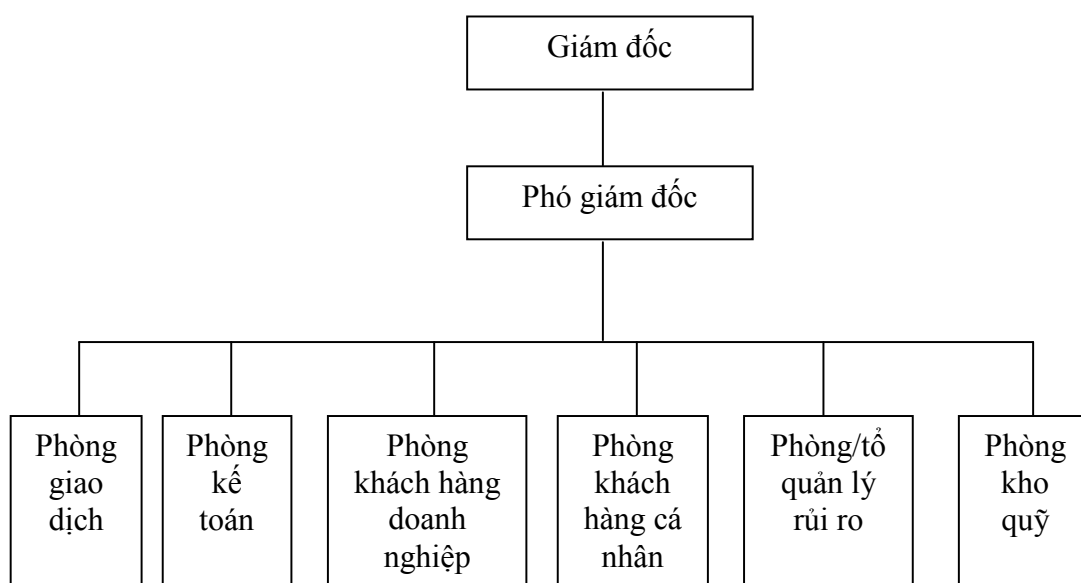 Giám đốc
Phó giám đốc
Phòng
giao
dịch
Phòng
kế
toán
Phòng
khách hàng
doanh
nghiệp
Phòng
khách
hàng cá
nhân
Phòng/tổ
quản lý
rủi ro
Phòng
kho
quỹ